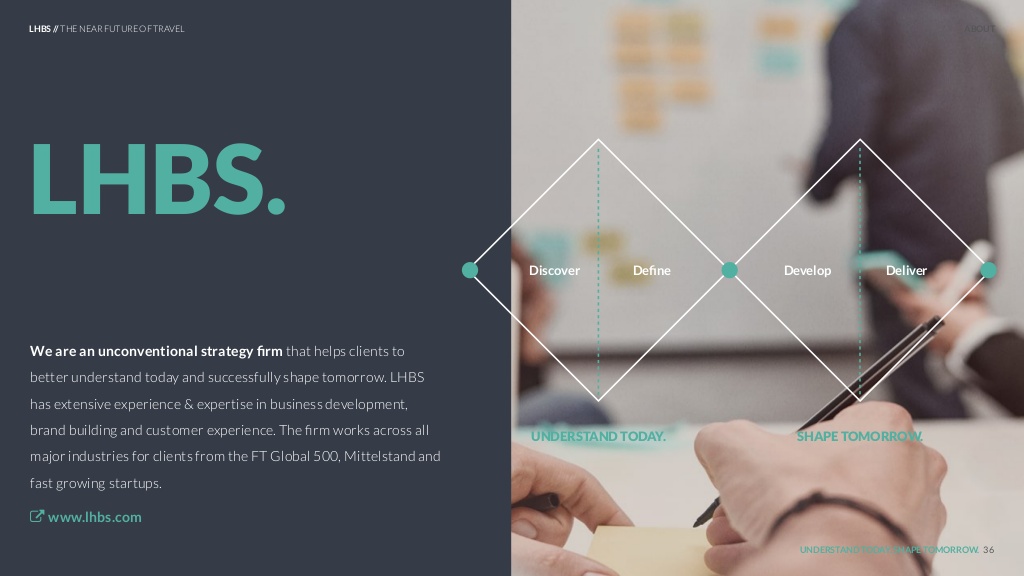 LHBS // THE NEAR FUTURE OF TRAVEL
ABOUT
LHBS.
Discover
Define
Develop
Deliver
UNDERSTAND TODAY.
SHAPE TOMORROW.
We are an unconventional strategy firm that helps clients to
better understand today and successfully shape tomorrow. LHBS
has extensive experience & expertise in business development,
brand building and customer experience. The firm works across all
major industries for clients from the FT Global 500, Mittelstand and
fast growing startups.
www.lhbs.com
UNDERSTAND TODAY. SHAPE TOMORROW. 36